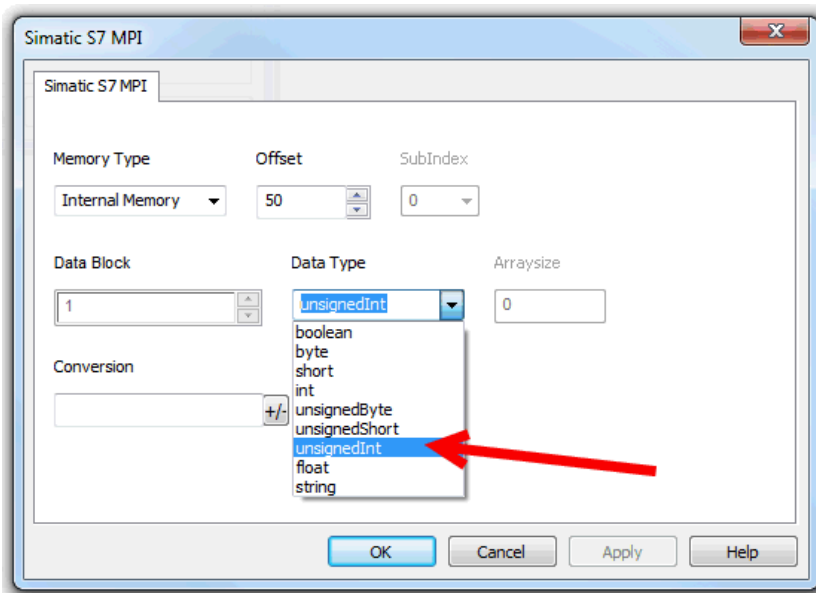 Simatic S7 MPI
Simatic S7 MPI
Memory Type Offset SubIndex
Internal Memory 50 0
Data Block Data Type Arraysize
1 unsignedInt 0
boolean
byte
short
Conversion
int
+/-
unsignedByte
unsignedShort
unsignedInt
float
string
OK Cancel Apply Help